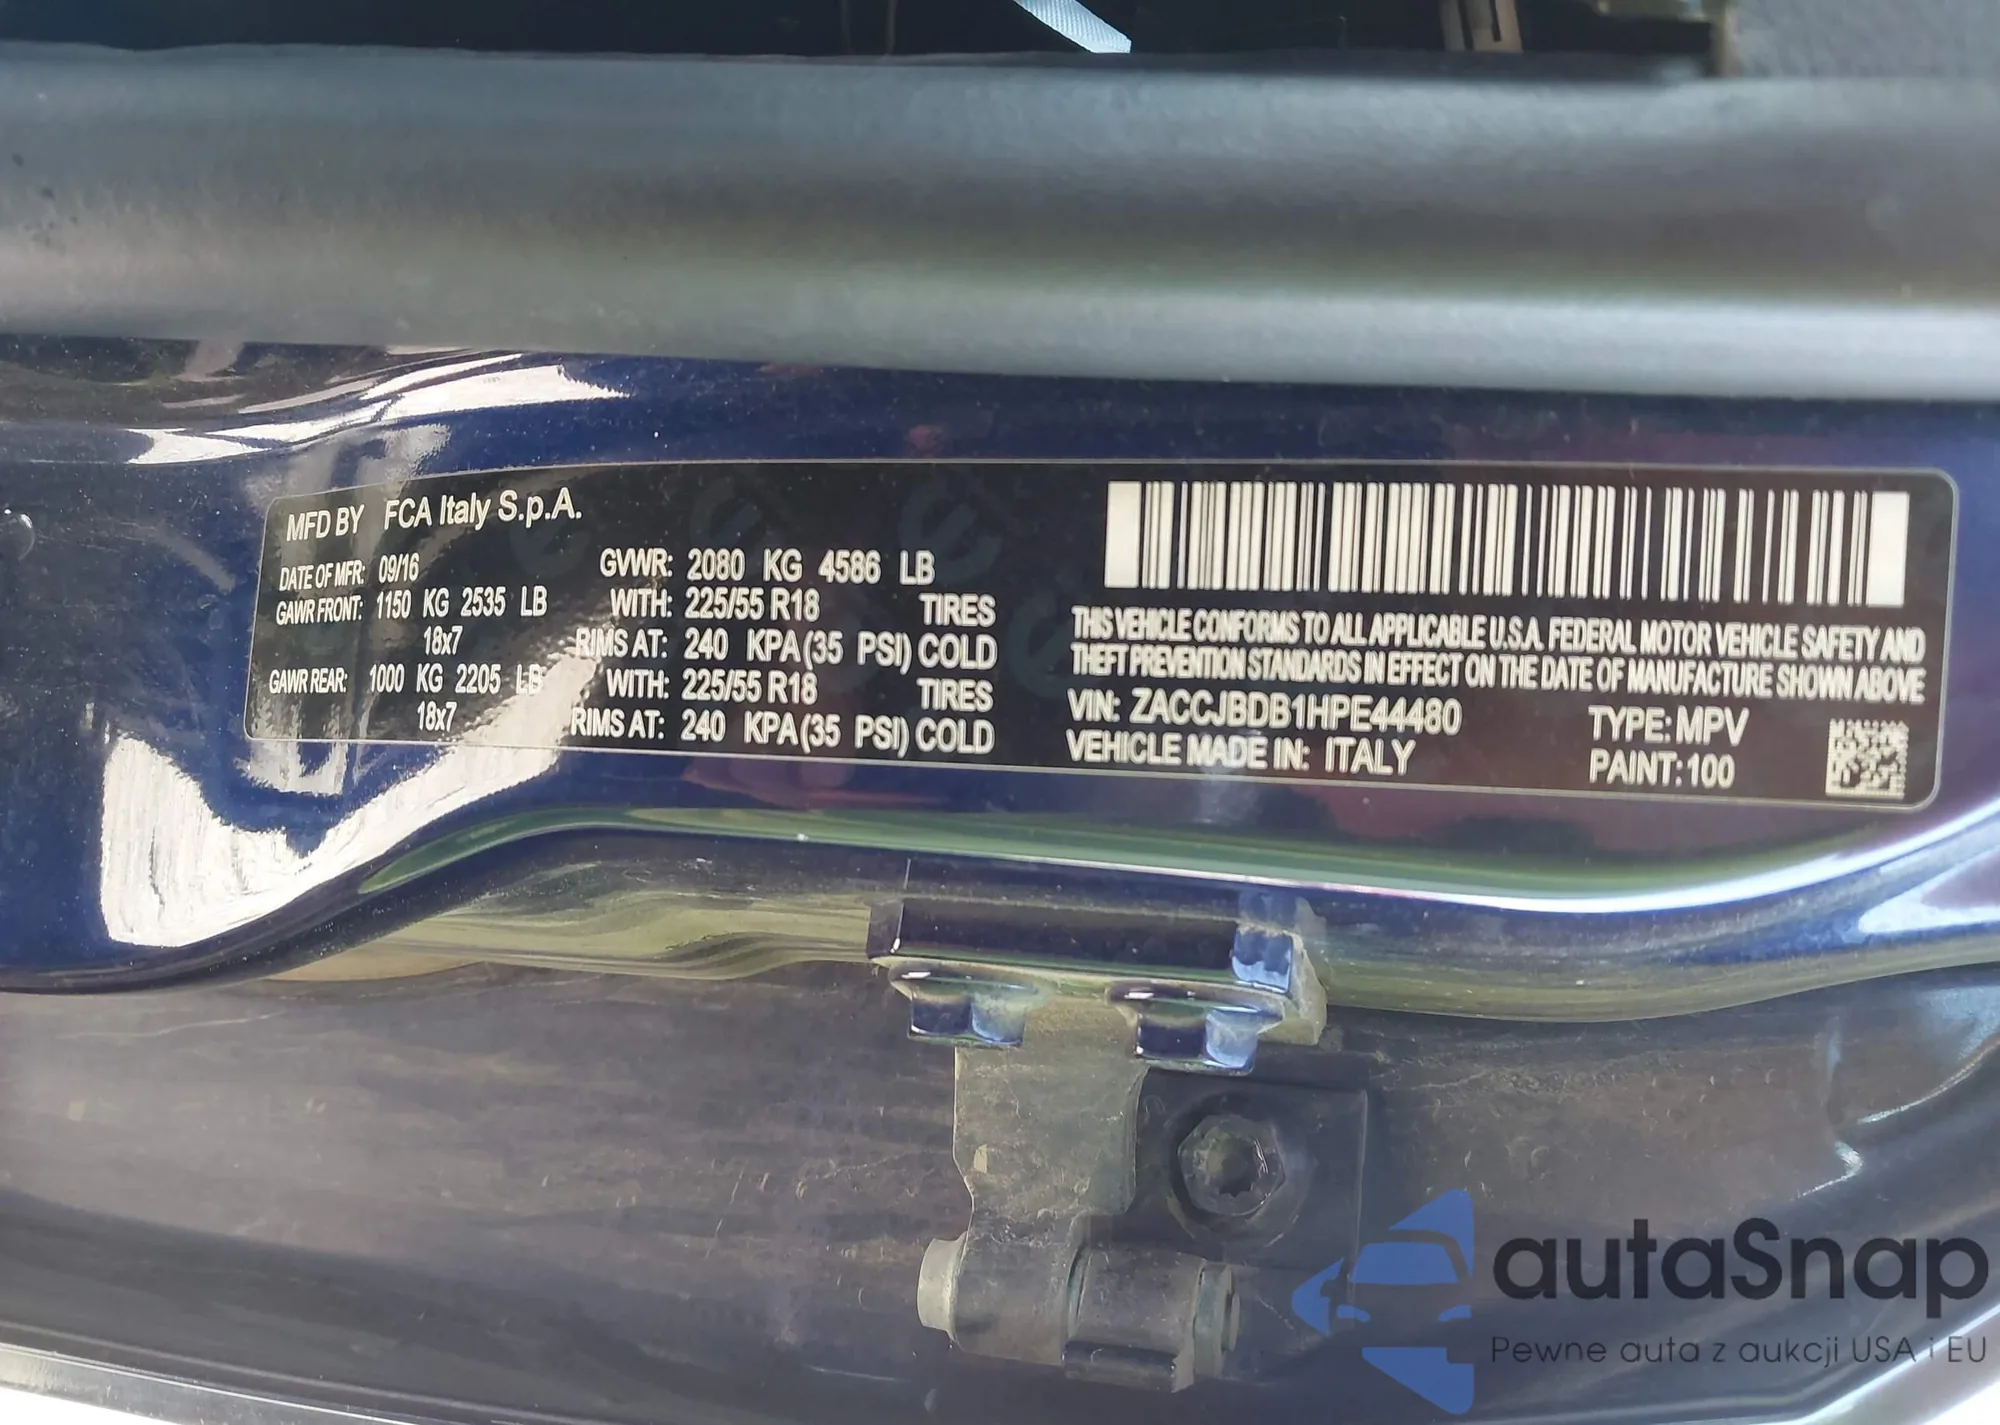 MFD BY FCA Italy S.p.A.
DATE OF MFR: 09/16 GVWR: 2080 KG 4586 LB
GAWR FRONT: 1150 KG 2535 LB WITH: 225/55 R18 TIRES
18x7 RIMS AT: 240 KPA(35 PSI) COLD
GAWR REAR: 1000 KG 2205 LB WITH: 225/55 R18 TIRES
18x7 RIMS AT: 240 KPA(35 PSI) COLD
THIS VEHICLE CONFORMS TO ALL APPLICABLE U.S.A. FEDERAL MOTOR VEHICLE SAFETY AND
THEFT PREVENTION STANDARDS IN EFFECT ON THE DATE OF MANUFACTURE SHOWN ABOVE
VIN: ZACCJBDB1HPE44480 TYPE: MPV
VEHICLE MADE IN: ITALY PAINT: 100
autaSnap
Pewne auta z aukcji USA i EU